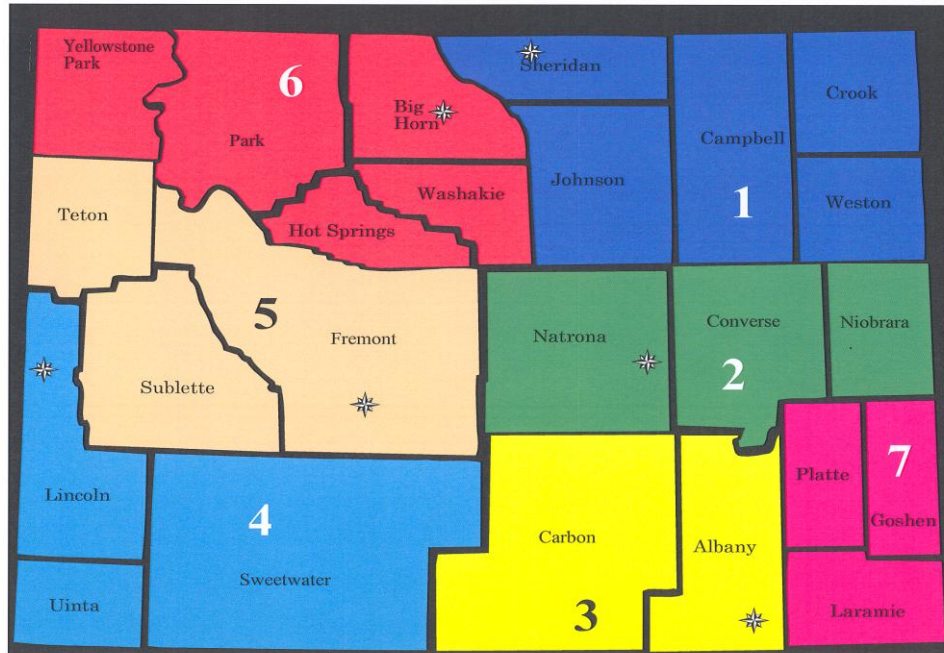 Yellowstone
Park
6
Park
Big
Horn
Sheridan
Campbell
Crook
Johnson
1
Weston
Washakie
Hot Springs
Teton
5
Fremont
Sublette
Natrona
Converse
Niobrara
2
Lincoln
4
Sweetwater
Uinta
Carbon
3
Albany
Platte
7
Goshen
Laramie